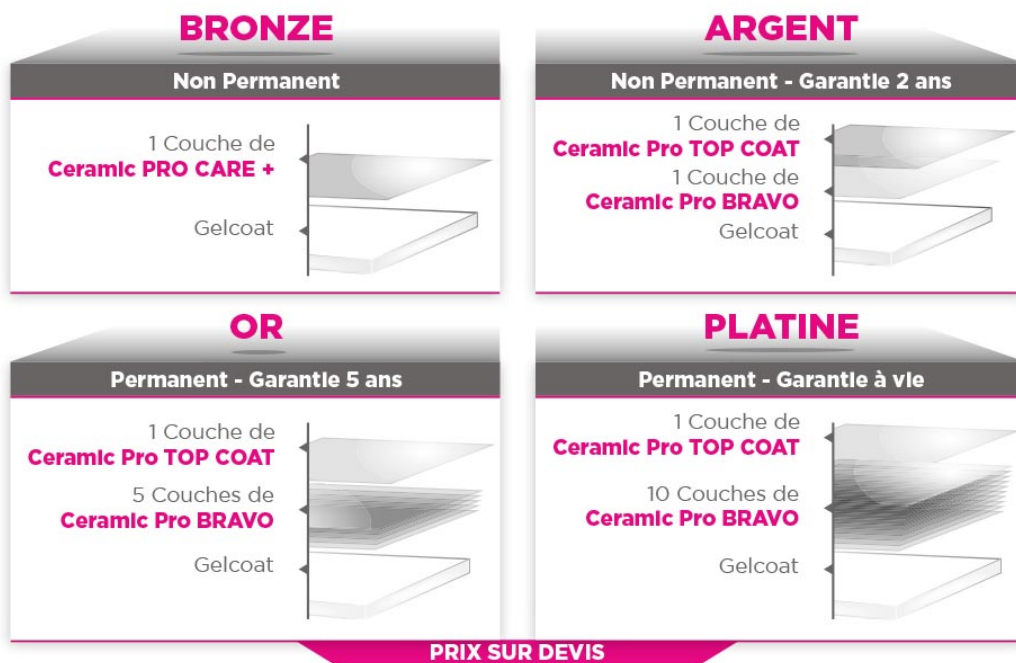 BRONZE
Non Permanent
1 Couche de
Ceramic PRO CARE +
Gelcoat
ARGENT
Non Permanent - Garantie 2 ans
1 Couche de
Ceramic Pro TOP COAT
1 Couche de
Ceramic Pro BRAVO
Gelcoat
OR
Permanent - Garantie 5 ans
1 Couche de
Ceramic Pro TOP COAT
5 Couches de
Ceramic Pro BRAVO
Gelcoat
PLATINE
Permanent - Garantie à vie
1 Couche de
Ceramic Pro TOP COAT
10 Couches de
Ceramic Pro BRAVO
Gelcoat
PRIX SUR DEVIS